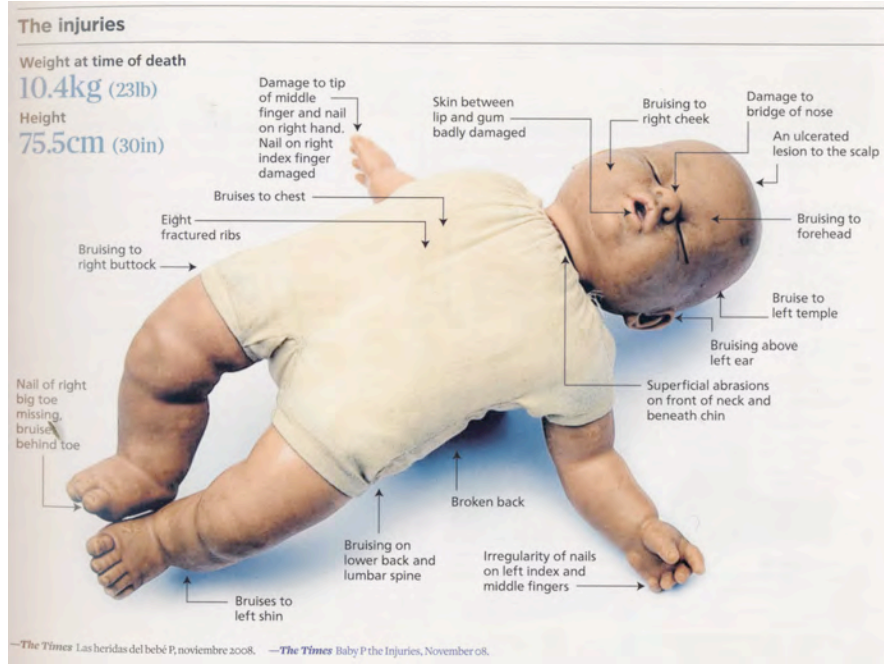 The injuries
Weight at time of death
10.4kg (23lb)
Height
75.5cm (30in)
Damage to tip
of middle
finger and nail
on right hand.
Nail on right
index finger
damaged
Skin between
lip and gum
badly damaged
Bruising to
right cheek
Damage to
bridge of nose
An ulcerated
lesion to the scalp
Bruises to chest
Eight
fractured ribs
Bruising to
right buttock
Bruising to
forehead
Bruise to
left temple
Bruising above
left ear
Superficial abrasions
on front of neck and
beneath chin
Nail of right
big toe
missing,
bruise
behind toe
Broken back
Bruising on
lower back and
lumbar spine
Irregularity of nails
on left index and
middle fingers
Bruises to
left shin
—The Times Las heridas del bebé P, noviembre 2008. —The Times Baby P the Injuries, November 08.